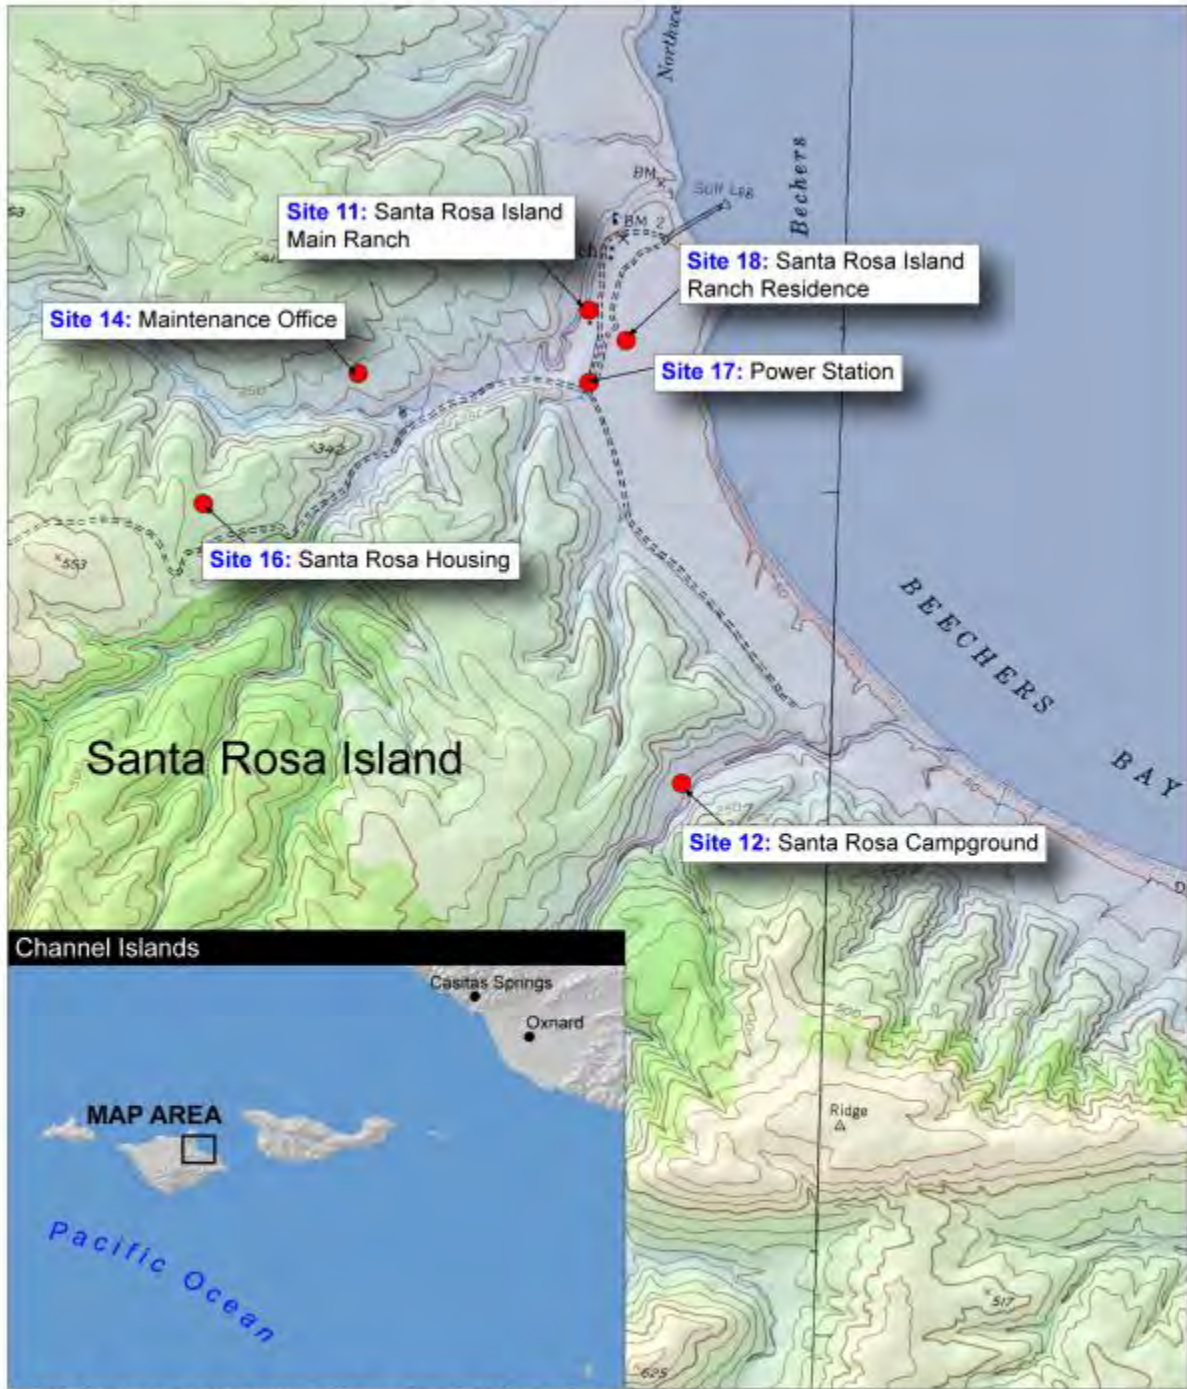 Northwe
Bechers
BM
Surf Lag
BM 2
Site 11: Santa Rosa Island
Main Ranch
Site 18: Santa Rosa Island
Ranch Residence
Site 14: Maintenance Office
Site 17: Power Station
250
342
553
Site 16: Santa Rosa Housing
BEECHERS
BAY
Santa Rosa Island
50
Site 12: Santa Rosa Campground
D
Channel Islands
Casitas Springs
Oxnard
MAP AREA
Pacific Ocean
500
Ridge
517
625